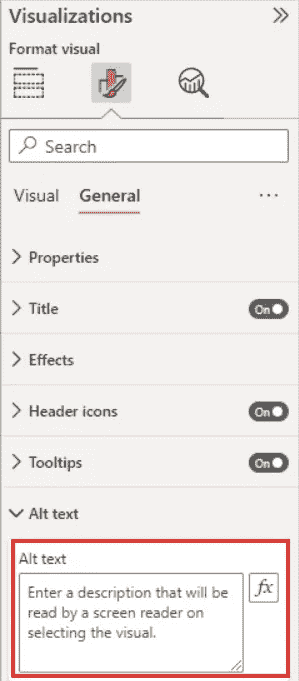 Visualizations
Format visual
Search
Visual General ...
Properties
Title On
Effects
Header icons On
Tooltips On
Alt text
Alt text
Enter a description that will be
read by a screen reader on
selecting the visual.
fx